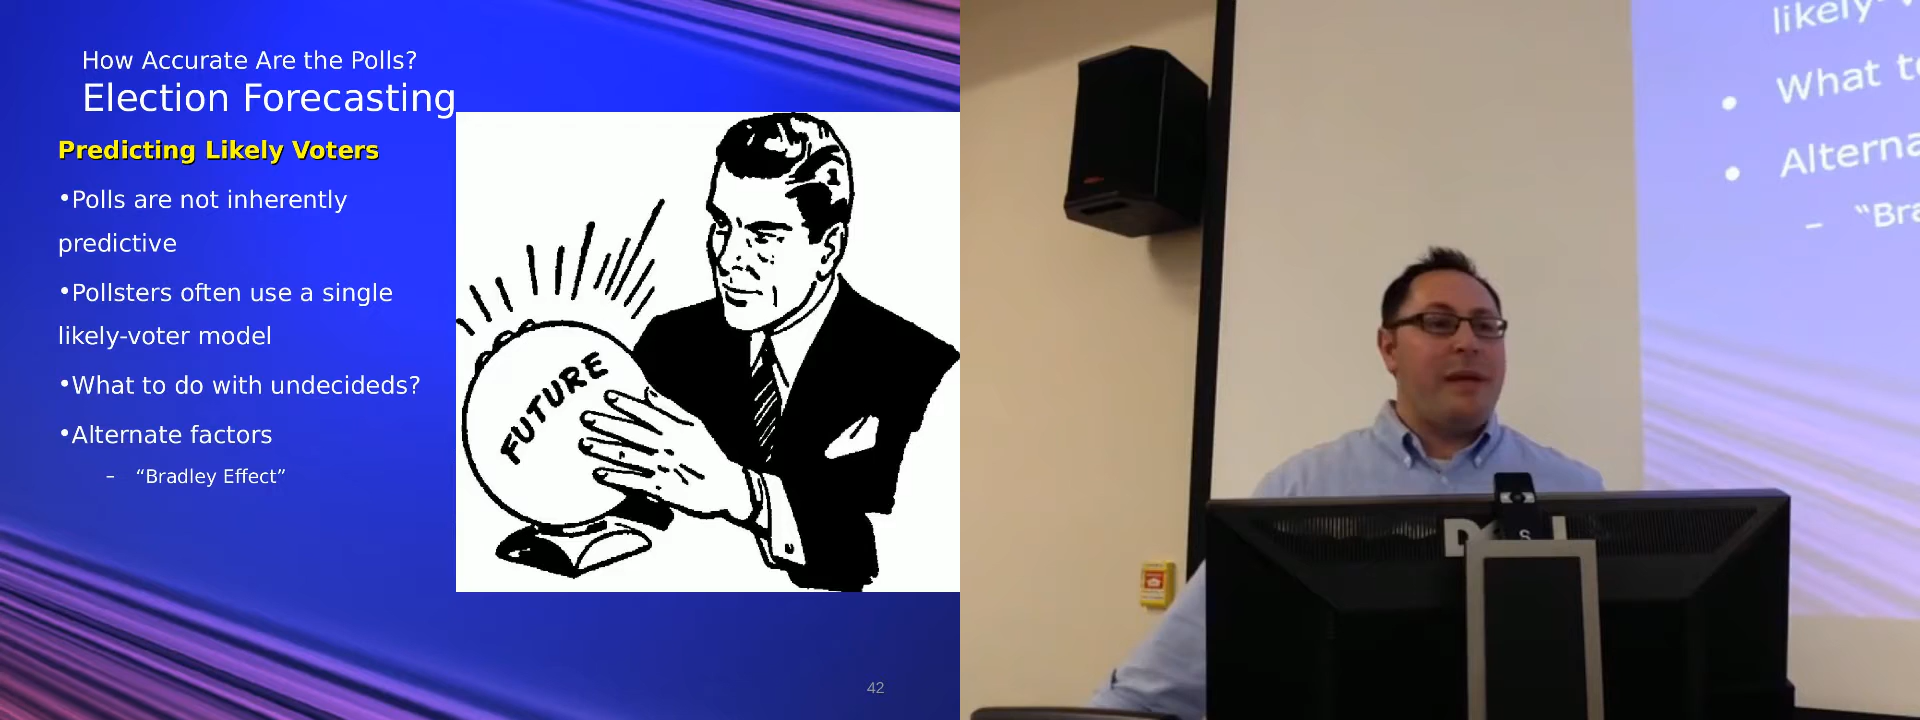 How Accurate Are the Polls?
Election Forecasting
Predicting Likely Voters
•Polls are not inherently
predictive
•Pollsters often use a single
likely-voter model
•What to do with undecideds?
•Alternate factors
– “Bradley Effect”
FUTURE
42
likely-
• What
• Alterna
– “Bra
S